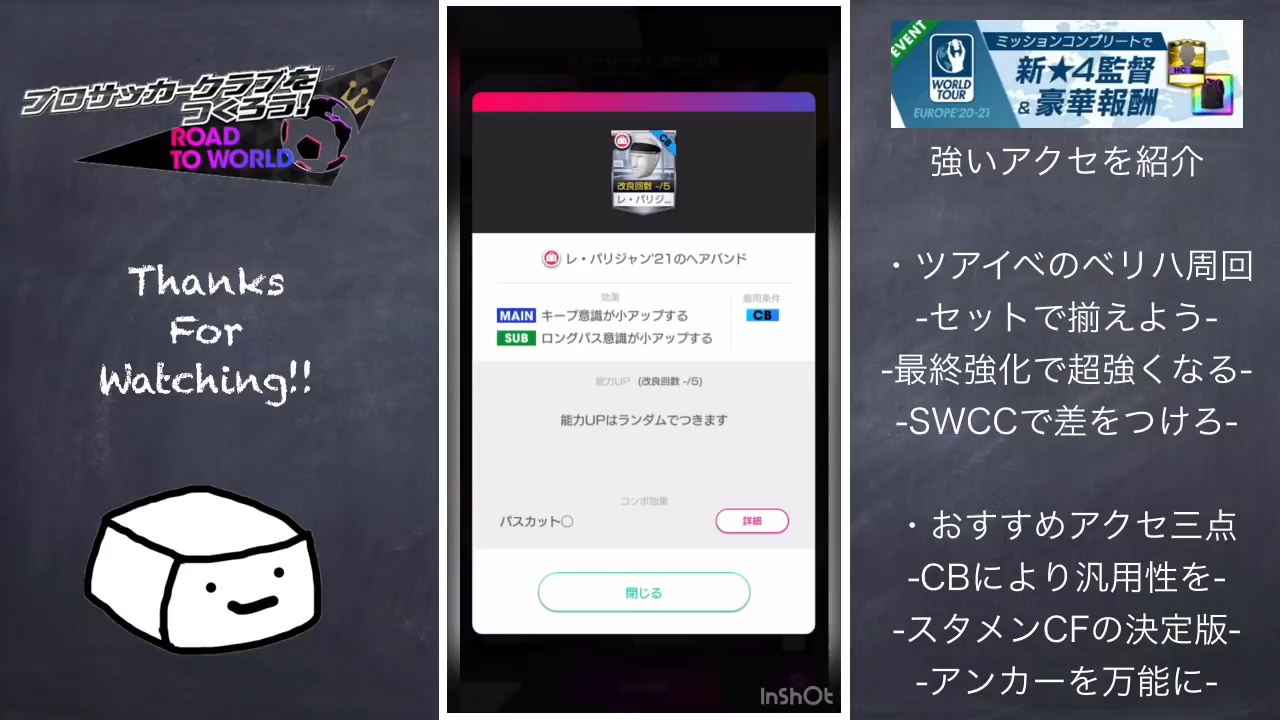 プロサッカークラブを
つくろう!
ROAD
TO WORLD
Thanks
For
Watching!!
CB
改良回数 -/5
レ・パリジ...
レ・パリジャン'21のヘアバンド
効果
適用条件
MAIN キープ意識が小アップする
CB
SUB ロングパス意識が小アップする
能力UP (改良回数 -/5)
能力UPはランダムでつきます
コンボ効果
パスカット〇
詳細
閉じる
InShOt
EVENT
WORLD
TOUR
EUROPE'20-21
ミッションコンプリートで
新★4監督
&豪華報酬
強いアクセを紹介
・ツアイベのベリハ周回
-セットで揃えよう-
-最終強化で超強くなる-
-SWCCで差をつけろ-
・おすすめアクセ三点
-CBにより汎用性を-
-スタメンCFの決定版-
-アンカーを万能に-